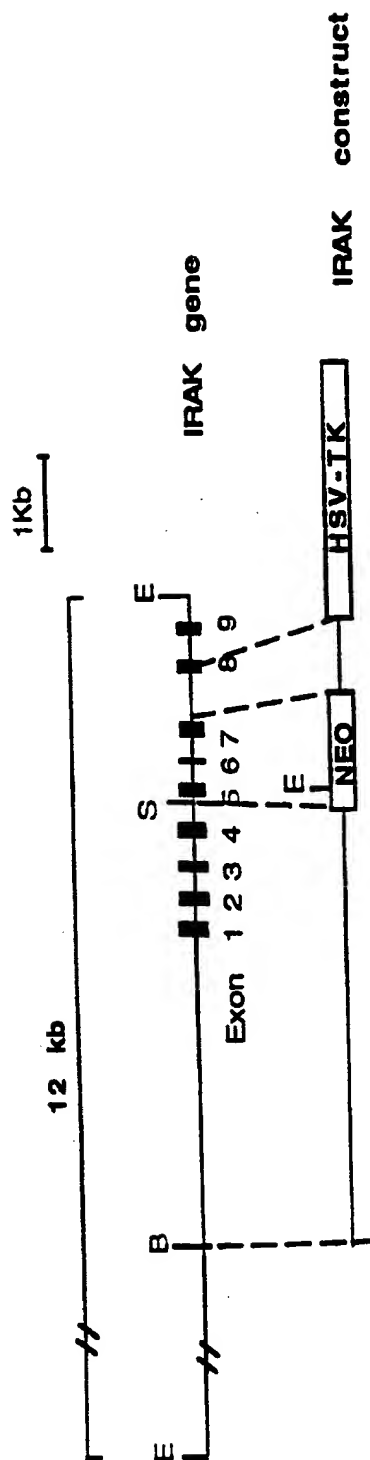 1Kb
12 kb
E B S E
IRAK gene
Exon 1 2 3 4 5 6 7 8 9
E
NEO HSV-TK
IRAK construct